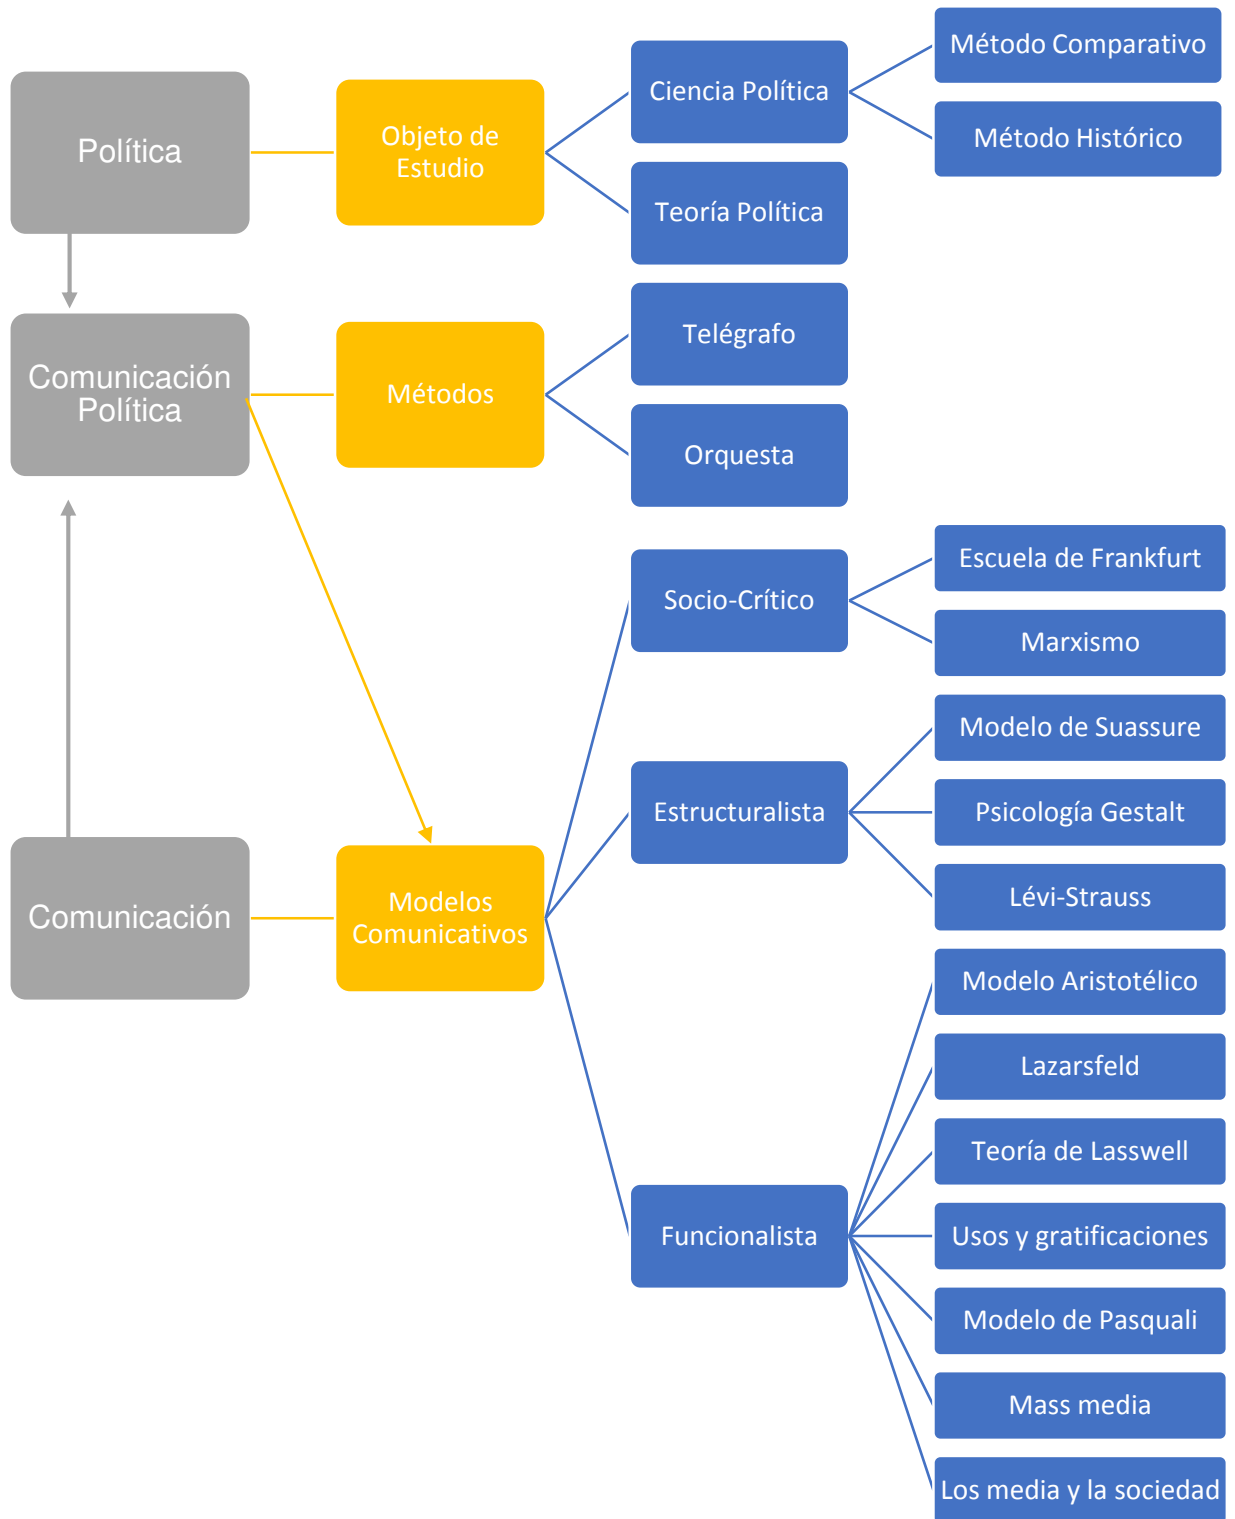 Política
Objeto de
Estudio
Ciencia Política
Método Comparativo
Método Histórico
Teoría Política
Comunicación
Política
Métodos
Telégrafo
Orquesta
Comunicación
Modelos
Comunicativos
Socio-Crítico
Escuela de Frankfurt
Marxismo
Estructuralista
Modelo de Suassure
Psicología Gestalt
Lévi-Strauss
Funcionalista
Modelo Aristotélico
Lazarsfeld
Teoría de Lasswell
Usos y gratificaciones
Modelo de Pasquali
Mass media
Los media y la sociedad